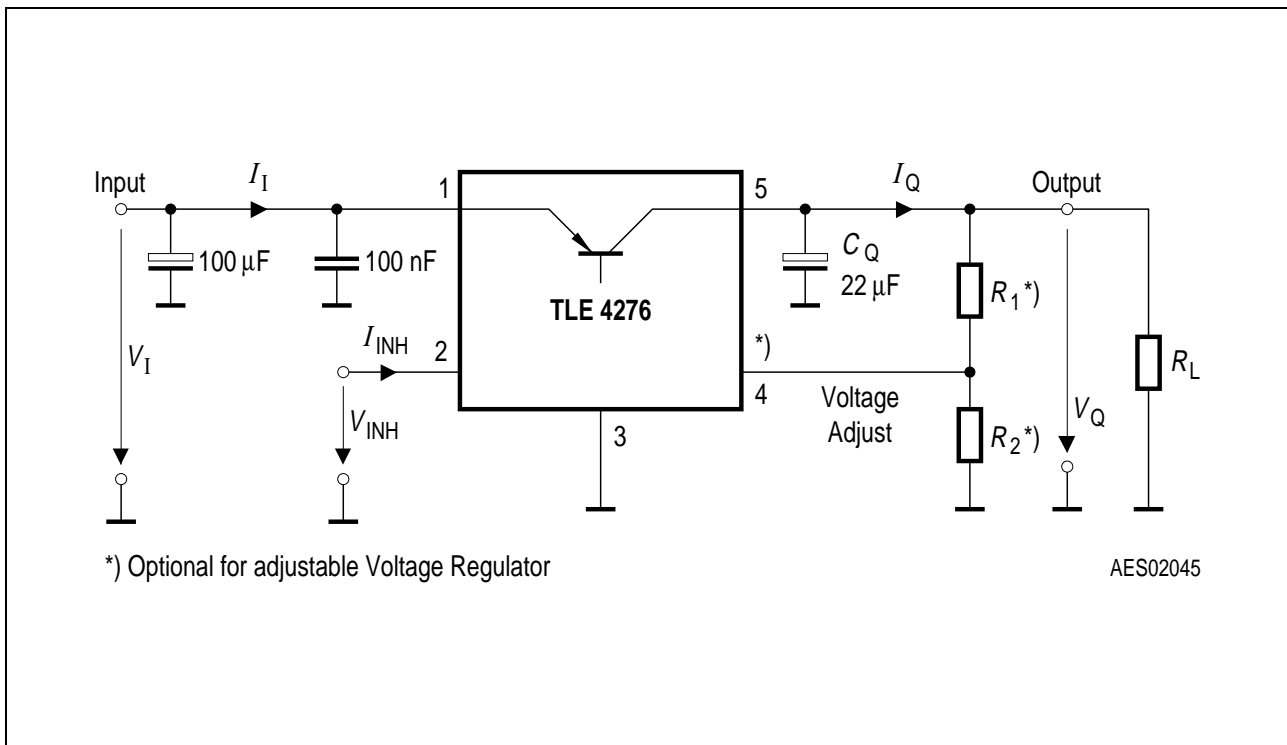 Input
I_I
1
5
I_Q
Output
100 µF
100 nF
C_Q
22 µF
R_1*)
TLE 4276
V_I
I_INH
2
*)
4
R_L
V_INH
3
Voltage
Adjust
R_2*)
V_Q
*) Optional for adjustable Voltage Regulator
AES02045